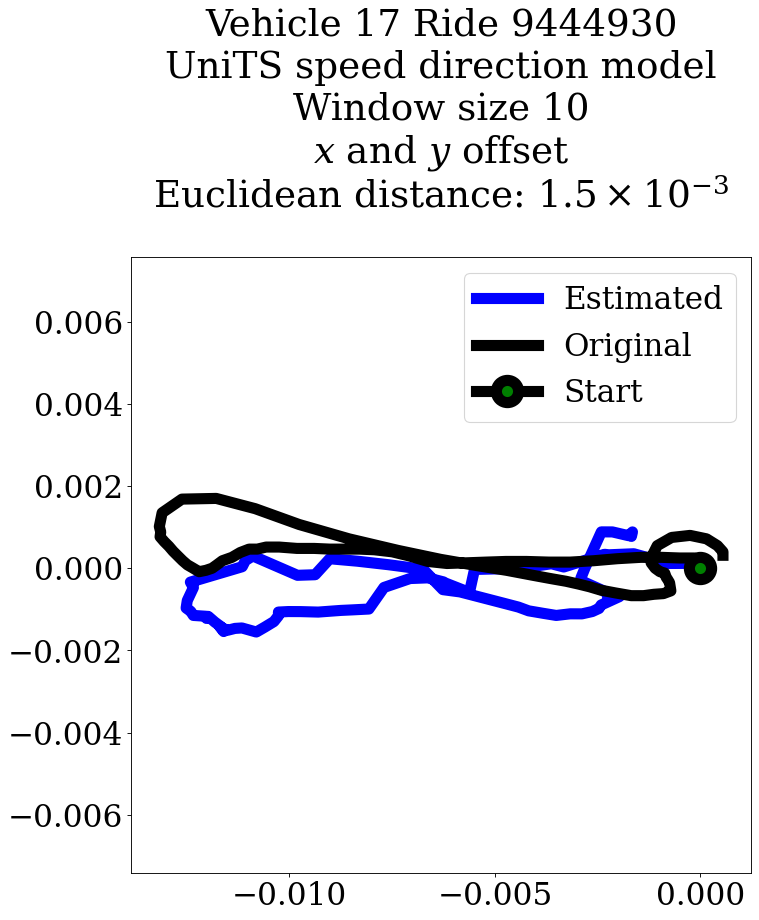 Vehicle 17 Ride 9444930
UniTS speed direction model
Window size 10
x and y offset
Euclidean distance: 1.5 × 10⁻³
Estimated
Original
Start
0.006
0.004
0.002
0.000
−0.002
−0.004
−0.006
−0.010 −0.005 0.000